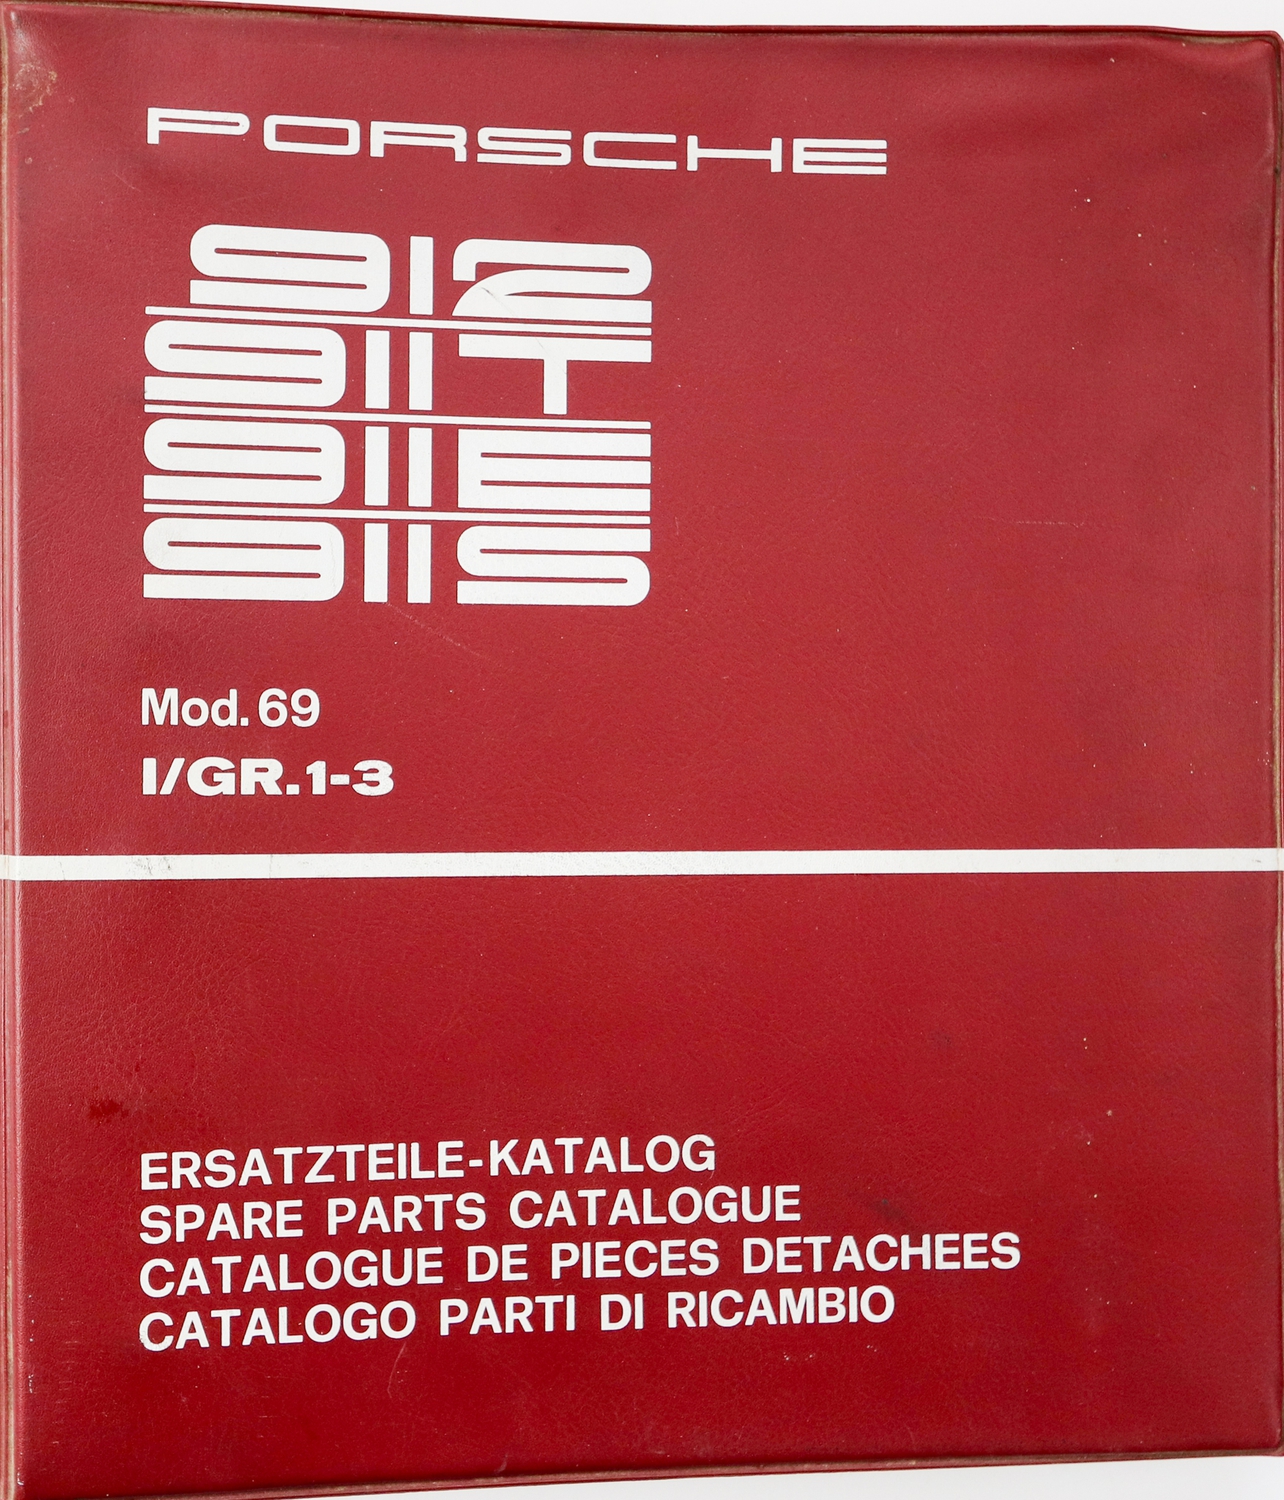 PORSCHE
912
911T
911E
911S
Mod. 69
I/GR.1-3
ERSATZTEILE-KATALOG
SPARE PARTS CATALOGUE
CATALOGUE DE PIECES DETACHEES
CATALOGO PARTI DI RICAMBIO